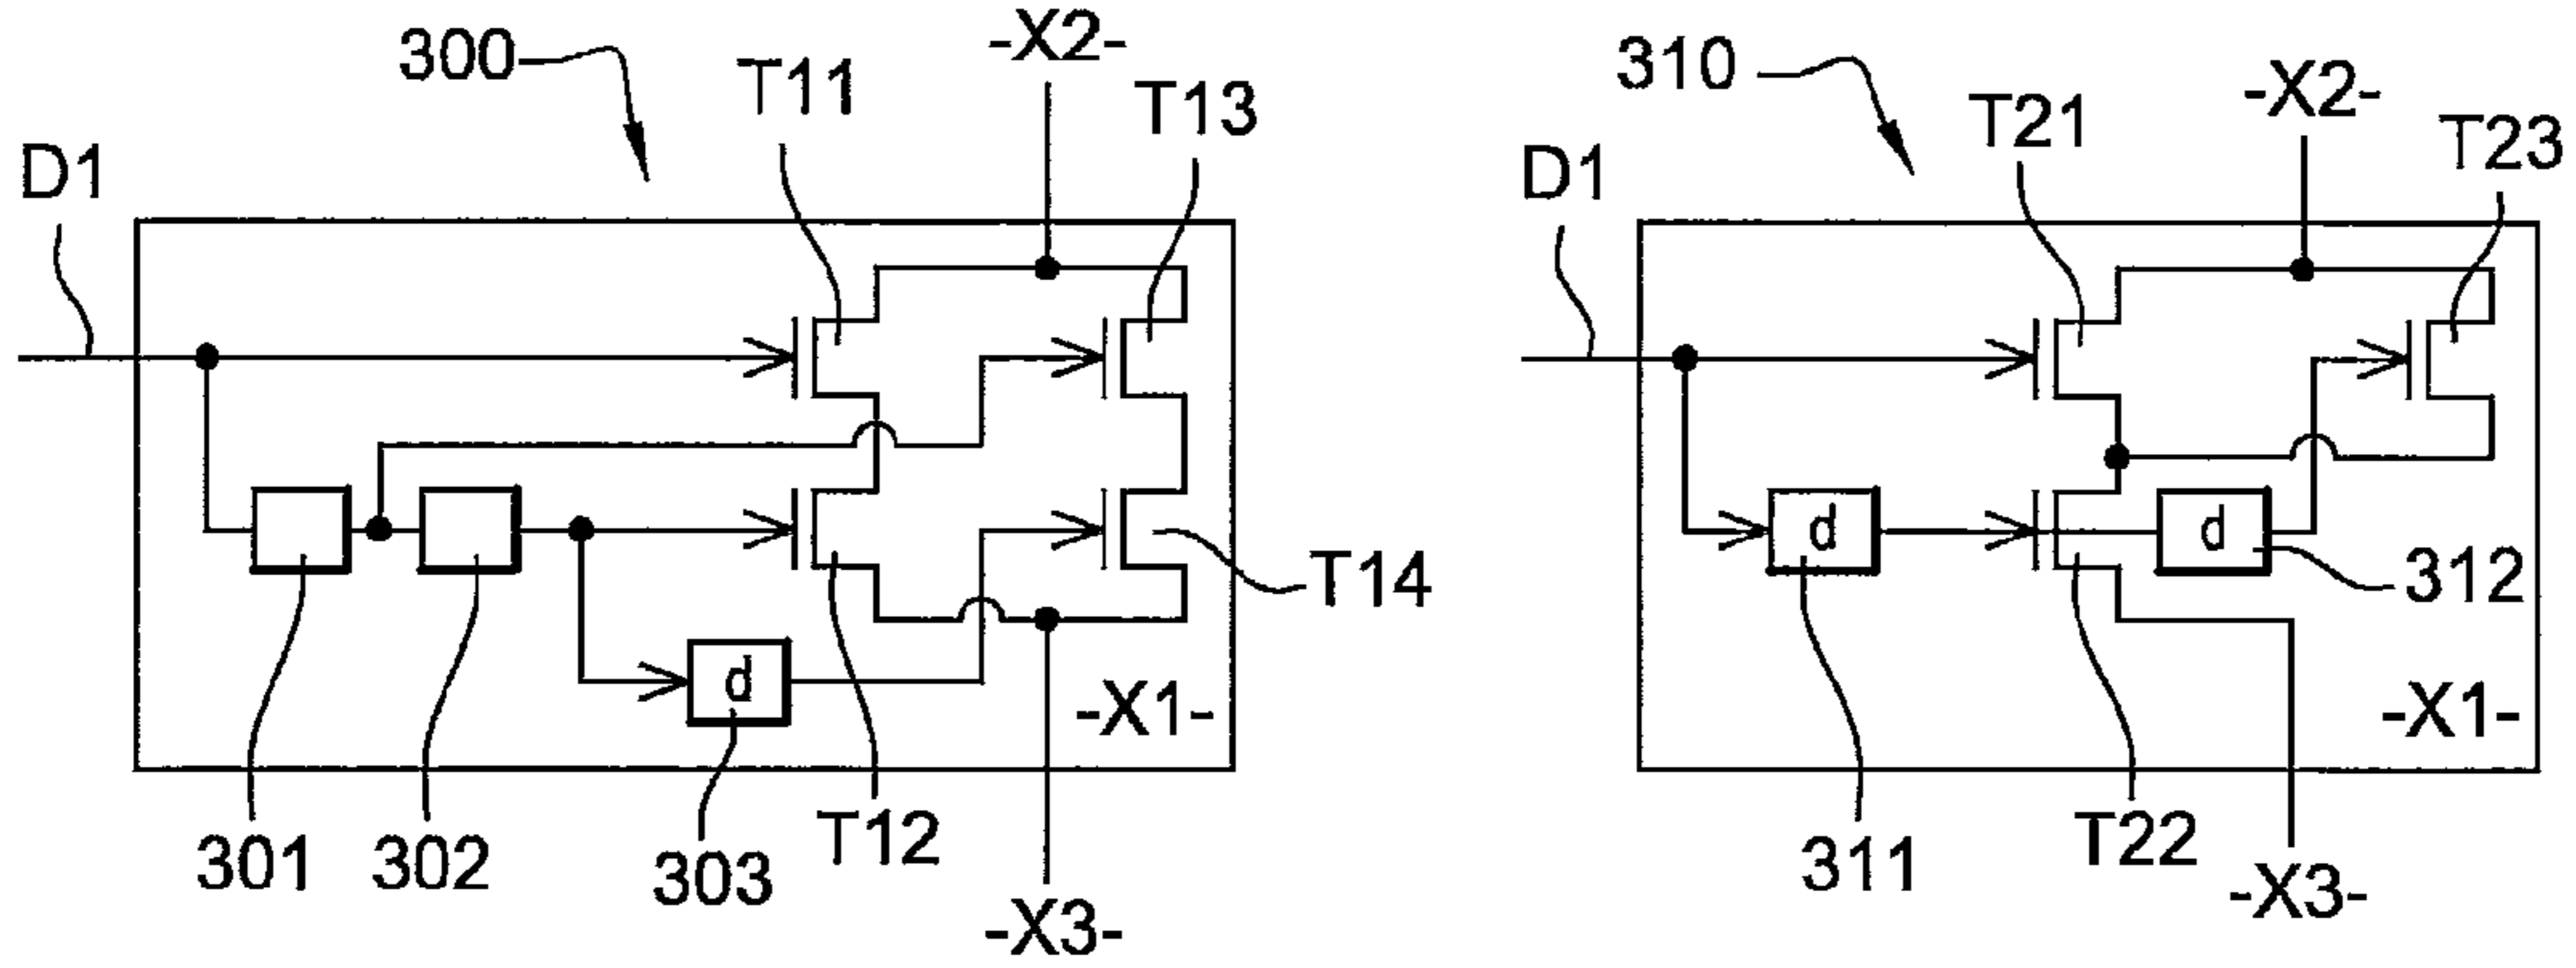 300
T11
-X2-
T13
D1
d
T14
-X1-
301
302
303
T12
-X3-
310
T21
-X2-
T23
D1
d
d
312
-X1-
311
T22
-X3-